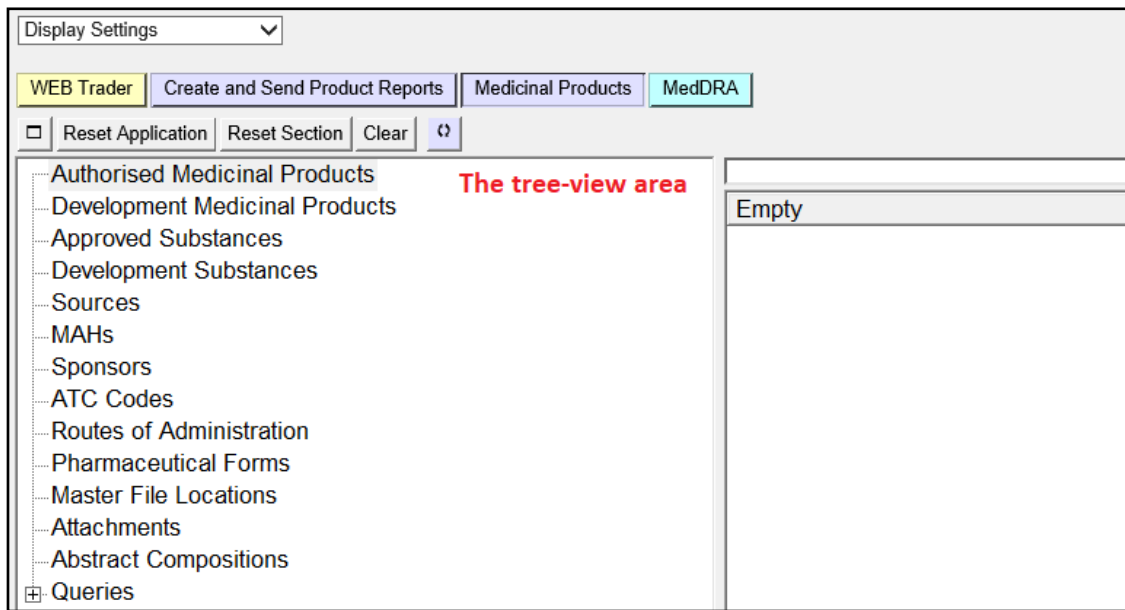 Display Settings
WEB Trader Create and Send Product Reports Medicinal Products MedDRA
Reset Application Reset Section Clear
Authorised Medicinal Products The tree-view area
Development Medicinal Products Empty
Approved Substances
Development Substances
Sources
MAHs
Sponsors
ATC Codes
Routes of Administration
Pharmaceutical Forms
Master File Locations
Attachments
Abstract Compositions
Queries